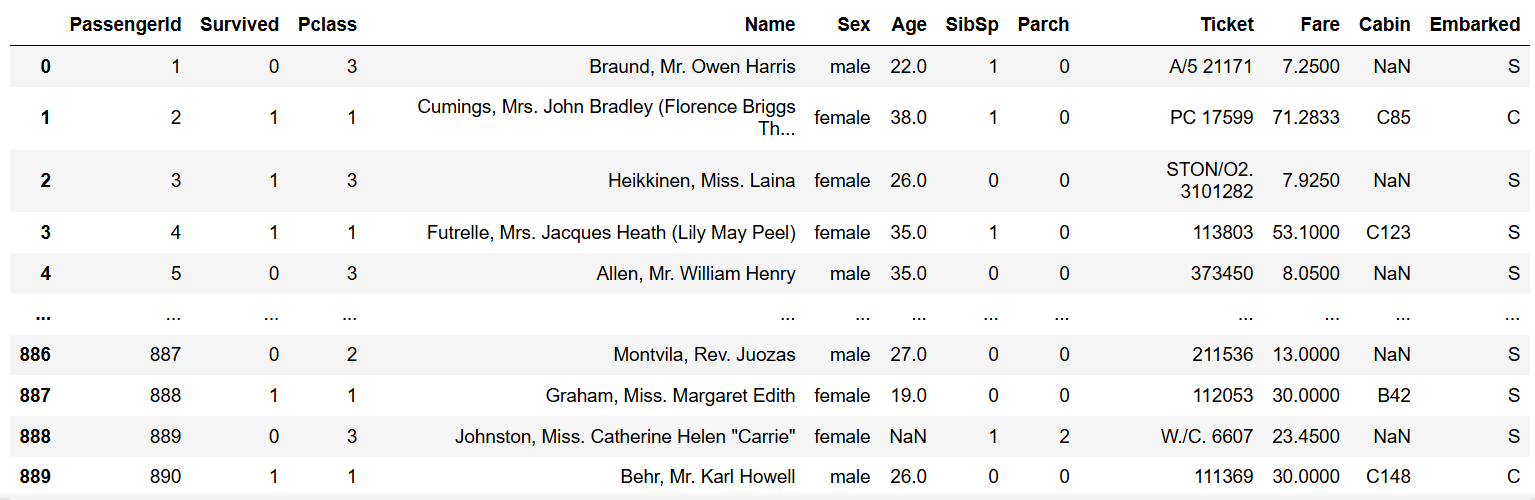 PassengerId Survived Pclass Name Sex Age SibSp Parch Ticket Fare Cabin Embarked
0 1 0 3 Braund, Mr. Owen Harris male 22.0 1 0 A/5 21171 7.2500 NaN S
1 2 1 1 Cumings, Mrs. John Bradley (Florence Briggs Th... female 38.0 1 0 PC 17599 71.2833 C85 C
2 3 1 3 Heikkinen, Miss. Laina female 26.0 0 0 STON/O2. 3101282 7.9250 NaN S
3 4 1 1 Futrelle, Mrs. Jacques Heath (Lily May Peel) female 35.0 1 0 113803 53.1000 C123 S
4 5 0 3 Allen, Mr. William Henry male 35.0 0 0 373450 8.0500 NaN S
... ... ... ... ... ... ... ... ... ... ... ... ...
886 887 0 2 Montvila, Rev. Juozas male 27.0 0 0 211536 13.0000 NaN S
887 888 1 1 Graham, Miss. Margaret Edith female 19.0 0 0 112053 30.0000 B42 S
888 889 0 3 Johnston, Miss. Catherine Helen "Carrie" female NaN 1 2 W./C. 6607 23.4500 NaN S
889 890 1 1 Behr, Mr. Karl Howell male 26.0 0 0 111369 30.0000 C148 C